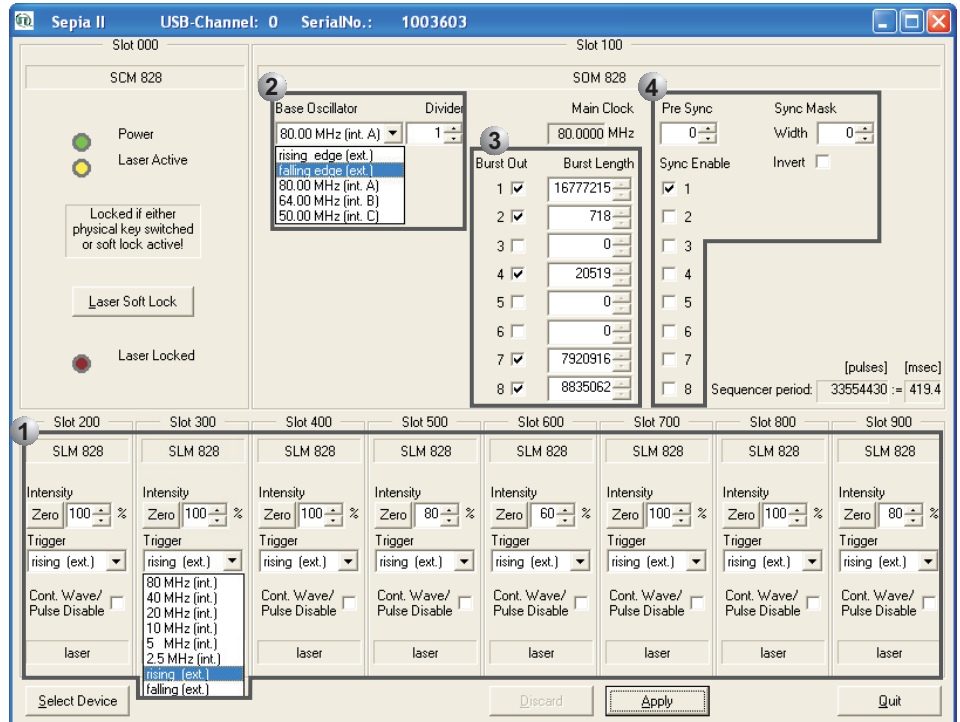 Sepia II USB-Channel: 0 SerialNo.: 1003603
Slot 000
SCM 828
Power
Laser Active
Locked if either
physical key switched
or soft lock active!
Laser Soft Lock
Laser Locked
Slot 100
SOM 828
2
Base Oscillator Divider
80.00 MHz (int. A) 1
rising edge (ext.)
falling edge (ext.)
80.00 MHz (int. A)
64.00 MHz (int. B)
50.00 MHz (int. C)
Main Clock
80.0000 MHz
3
Burst Out Burst Length
1 16777215
2 718
3 0
4 20519
5 0
6 0
7 7920916
8 8835062
4
Pre Sync Sync Mask
0 Width 0
Sync Enable Invert
1
2
3
4
5
6
7
8
[pulses] [msec]
Sequencer period: 33554430 := 419.4
1
Slot 200
SLM 828
Intensity
Zero 100 %
Trigger
rising (ext.)
Cont. Wave/
Pulse Disable
laser
Slot 300
SLM 828
Intensity
Zero 100 %
Trigger
rising (ext.)
80 MHz (int.)
40 MHz (int.)
20 MHz (int.)
10 MHz (int.)
5 MHz (int.)
2.5 MHz (int.)
rising (ext.)
falling (ext.)
Slot 400
SLM 828
Intensity
Zero 100 %
Trigger
rising (ext.)
Cont. Wave/
Pulse Disable
laser
Slot 500
SLM 828
Intensity
Zero 80 %
Trigger
rising (ext.)
Cont. Wave/
Pulse Disable
laser
Slot 600
SLM 828
Intensity
Zero 60 %
Trigger
rising (ext.)
Cont. Wave/
Pulse Disable
laser
Slot 700
SLM 828
Intensity
Zero 100 %
Trigger
rising (ext.)
Cont. Wave/
Pulse Disable
laser
Slot 800
SLM 828
Intensity
Zero 100 %
Trigger
rising (ext.)
Cont. Wave/
Pulse Disable
laser
Slot 900
SLM 828
Intensity
Zero 80 %
Trigger
rising (ext.)
Cont. Wave/
Pulse Disable
laser
Select Device Discard Apply Quit